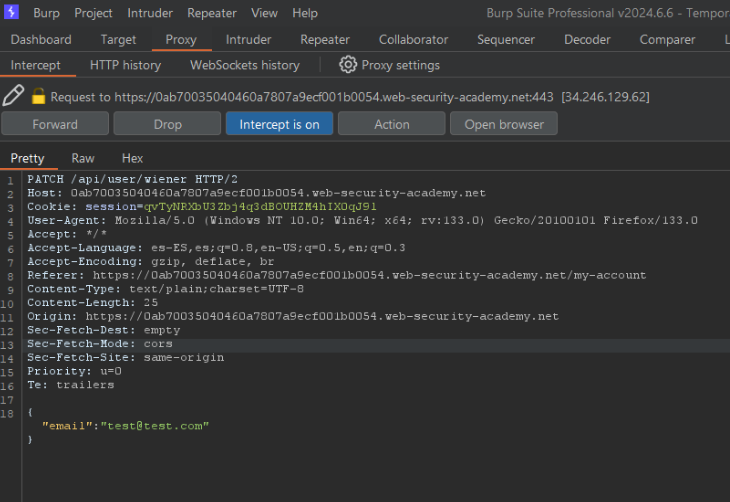 Burp Project Intruder Repeater View Help Burp Suite Professional v2024.6.6 - Tempor
Dashboard Target Proxy Intruder Repeater Collaborator Sequencer Decoder Comparer L
Intercept HTTP history WebSockets history Proxy settings
Request to https://0ab70035040460a7807a9ecf001b0054.web-security-academy.net:443 [34.246.129.62]
Forward Drop Intercept is on Action Open browser
Pretty Raw Hex
1 PATCH /api/user/wiener HTTP/2
2 Host: 0ab70035040460a7807a9ecf001b0054.web-security-academy.net
3 Cookie: session=qvTyNRXbU3Zbj4q3dBOUHZM4hIX0qJ9l
4 User-Agent: Mozilla/5.0 (Windows NT 10.0; Win64; x64; rv:133.0) Gecko/20100101 Firefox/133.0
5 Accept: */*
6 Accept-Language: es-ES,es;q=0.8,en-US;q=0.5,en;q=0.3
7 Accept-Encoding: gzip, deflate, br
8 Referer: https://0ab70035040460a7807a9ecf001b0054.web-security-academy.net/my-account
9 Content-Type: text/plain;charset=UTF-8
10 Content-Length: 25
11 Origin: https://0ab70035040460a7807a9ecf001b0054.web-security-academy.net
12 Sec-Fetch-Dest: empty
13 Sec-Fetch-Mode: cors
14 Sec-Fetch-Site: same-origin
15 Priority: u=0
16 Te: trailers
17
18 {
"email":"test@test.com"
}